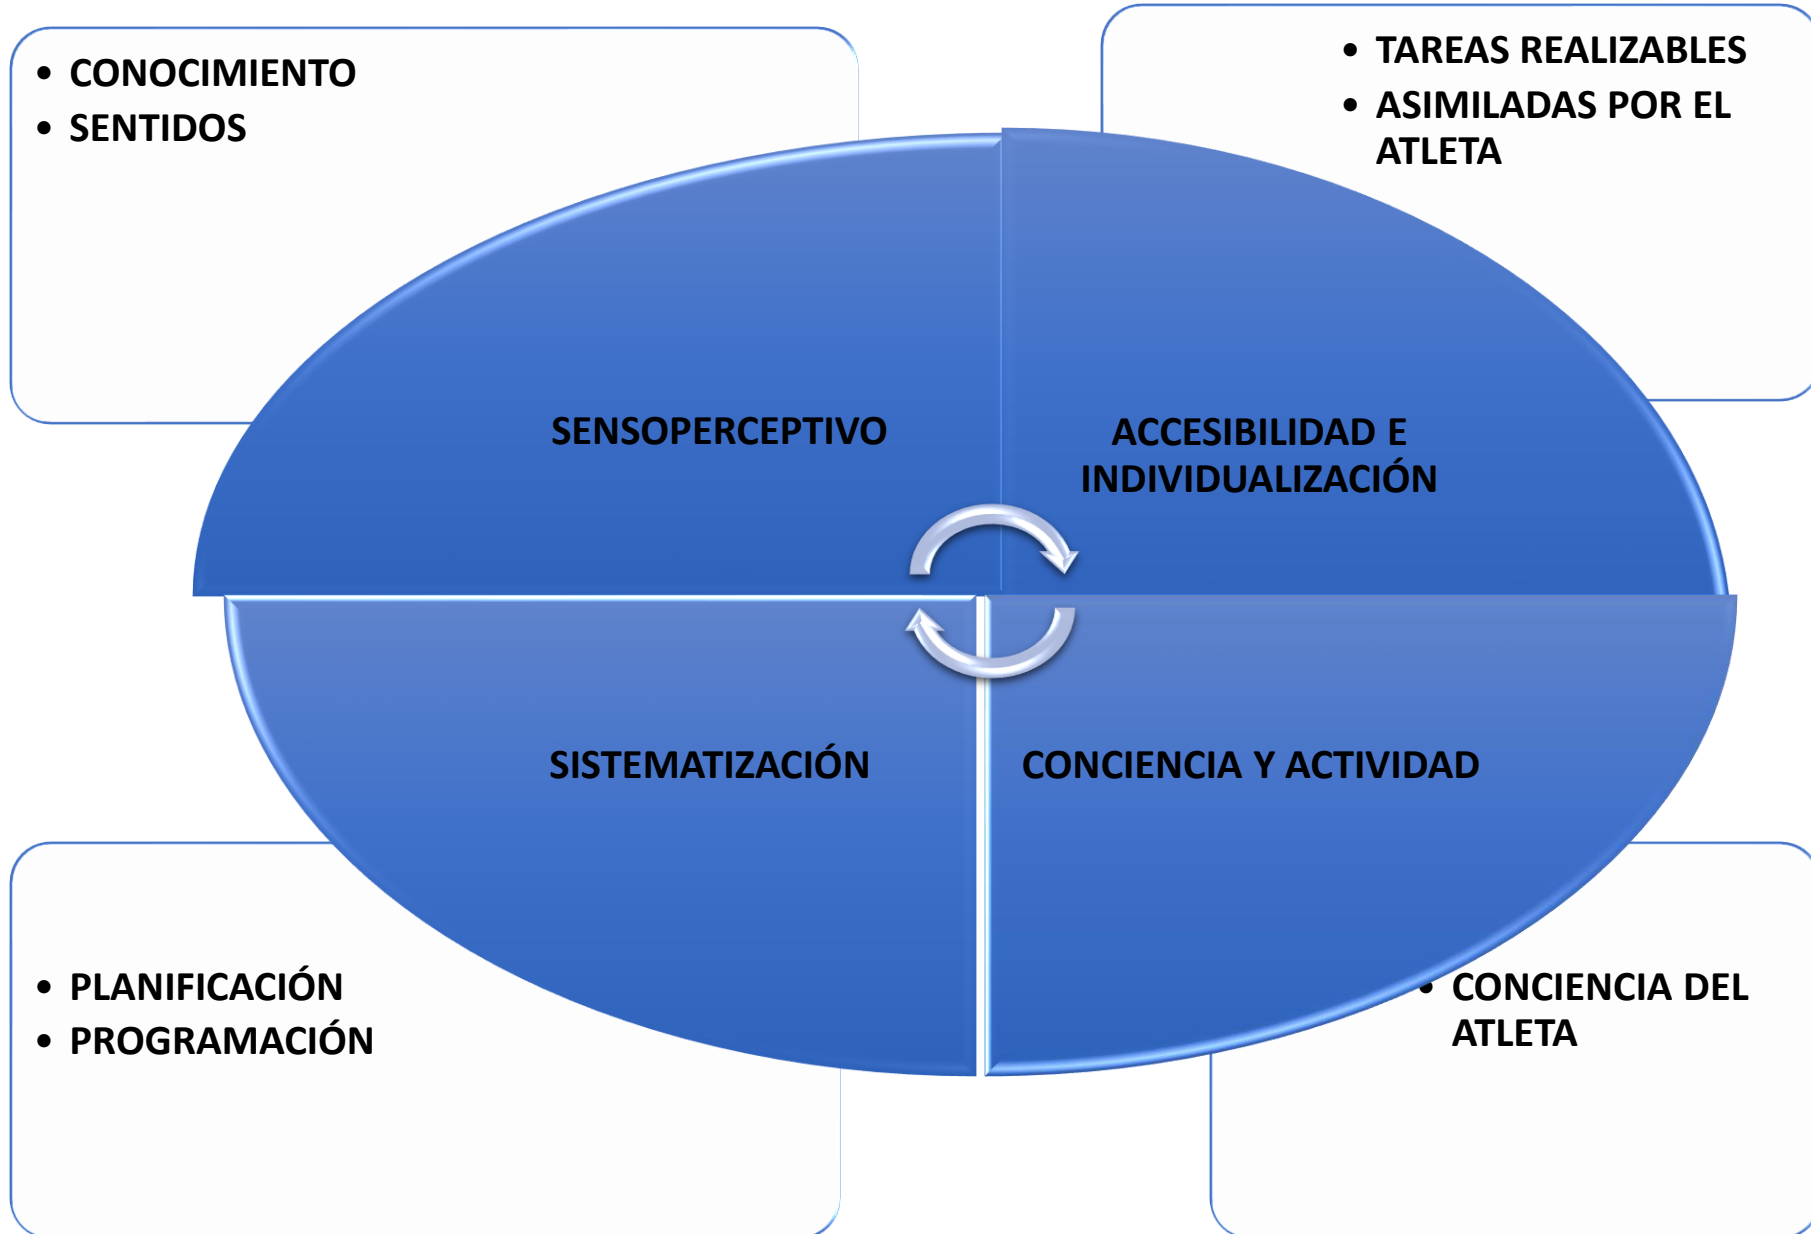 • CONOCIMIENTO
• SENTIDOS
• TAREAS REALIZABLES
• ASIMILADAS POR EL
ATLETA
SENSOPERCEPTIVO
ACCESIBILIDAD E
INDIVIDUALIZACIÓN
SISTEMATIZACIÓN
CONCIENCIA Y ACTIVIDAD
• PLANIFICACIÓN
• PROGRAMACIÓN
• CONCIENCIA DEL
ATLETA